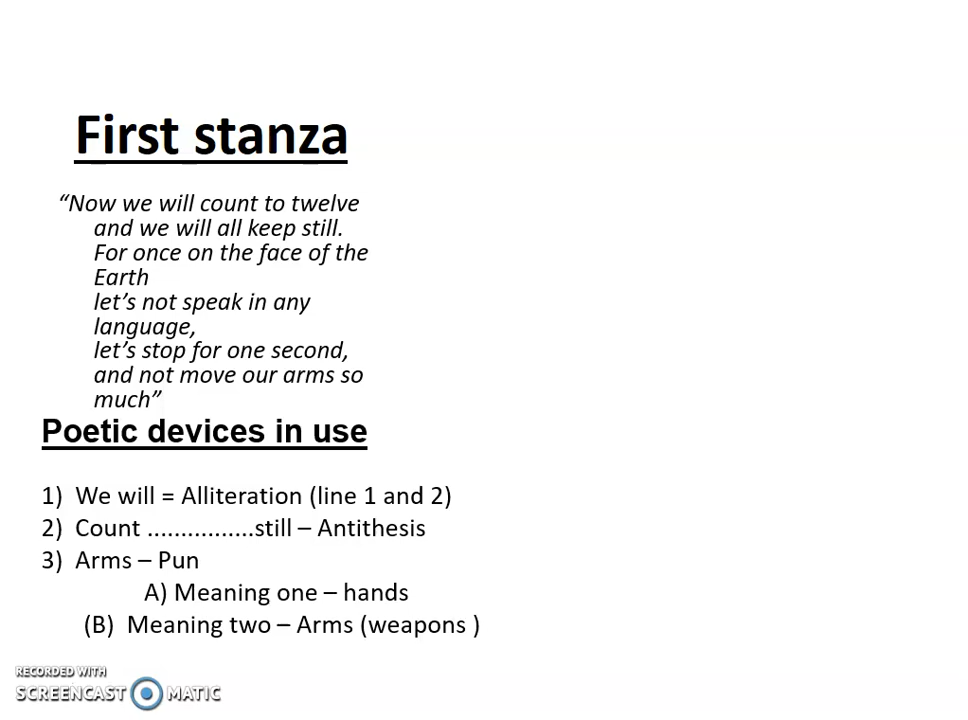 First stanza
“Now we will count to twelve
and we will all keep still.
For once on the face of the
Earth
let’s not speak in any
language,
let’s stop for one second,
and not move our arms so
much”
Poetic devices in use
1) We will = Alliteration (line 1 and 2)
2) Count ................still – Antithesis
3) Arms – Pun
A) Meaning one – hands
(B) Meaning two – Arms (weapons )
RECORDED WITH
SCREENCAST MATIC